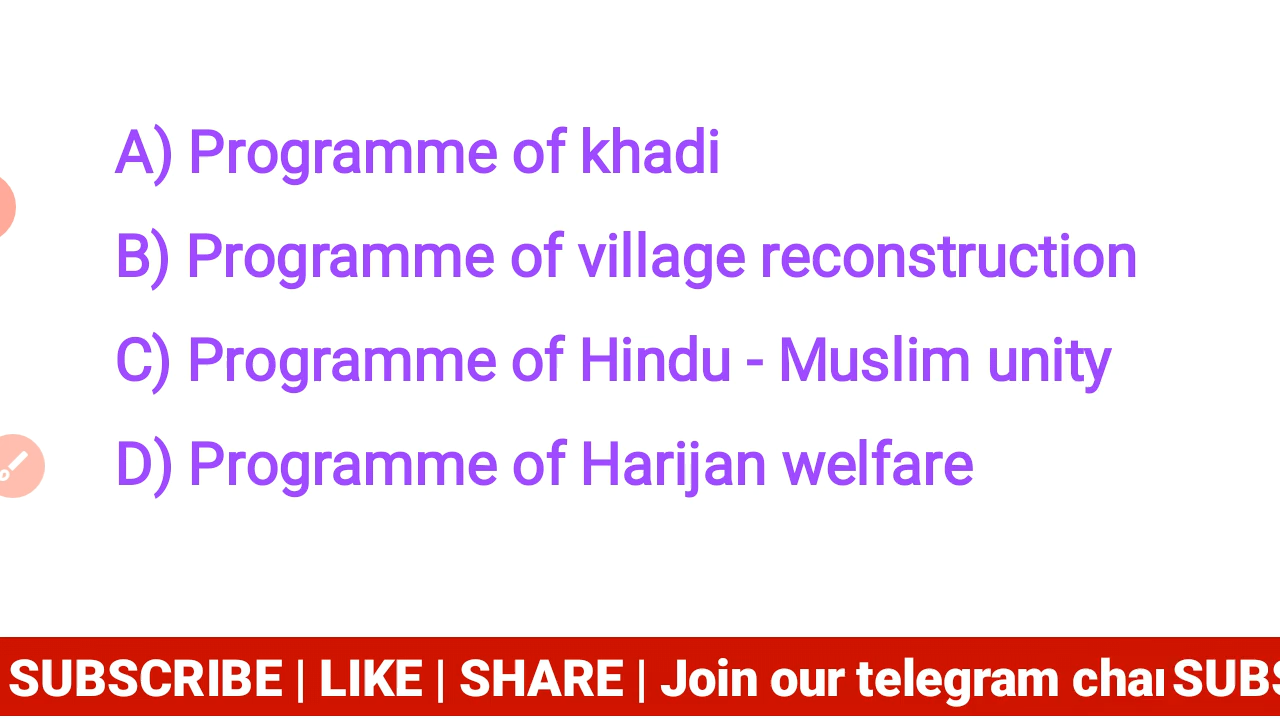 A) Programme of khadi
B) Programme of village reconstruction
C) Programme of Hindu - Muslim unity
D) Programme of Harijan welfare
SUBSCRIBE | LIKE | SHARE | Join our telegram SUBS